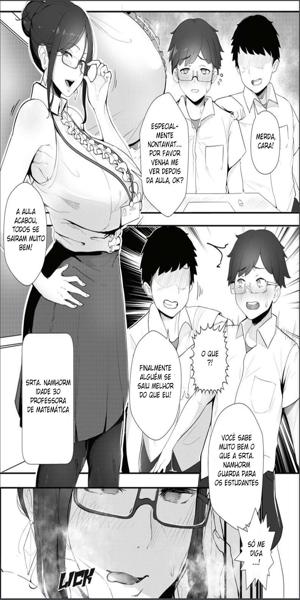 MERDA,
CARA!
ESPECIAL-
MENTE
NONTAWAT...
POR FAVOR
VENHA ME
VER DEPOIS
DA AULA, OK?
A AULA
ACABOU,
TODOS SE
SAIRAM MUITO
BEM!
O QUE
?!
FINALMENTE
ALGUÉM SE
SAIU MELHOR
DO QUE EU!
SRTA. NAMHORM
IDADE 30
PROFESSORA
DE MATEMÁTICA
VOCÊ SABE
MUITO BEM O
QUE A SRTA.
NAMHORM
GUARDA PARA
OS ESTUDANTES
SÓ ME
DIGA
...
LICK